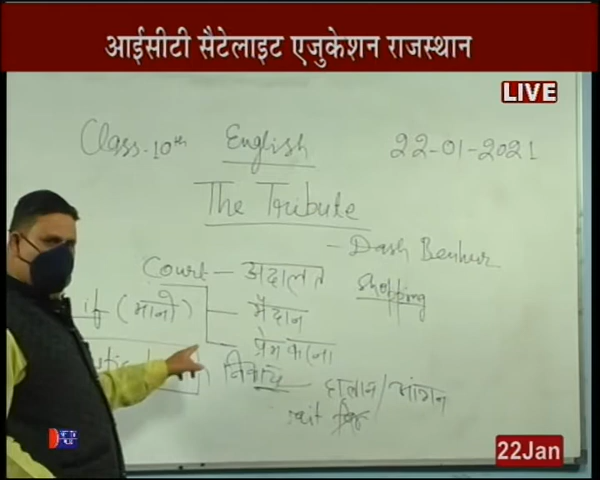 आईसीटी सैटेलाइट एजुकेशन राजस्थान
LIVE
Class-10th English 22-01-2021
The Tribute
- Dash Benhur
Court - अदालत shopping
if (मानो) - मैदान
प्रेम करना
दालान / आंगन
22Jan